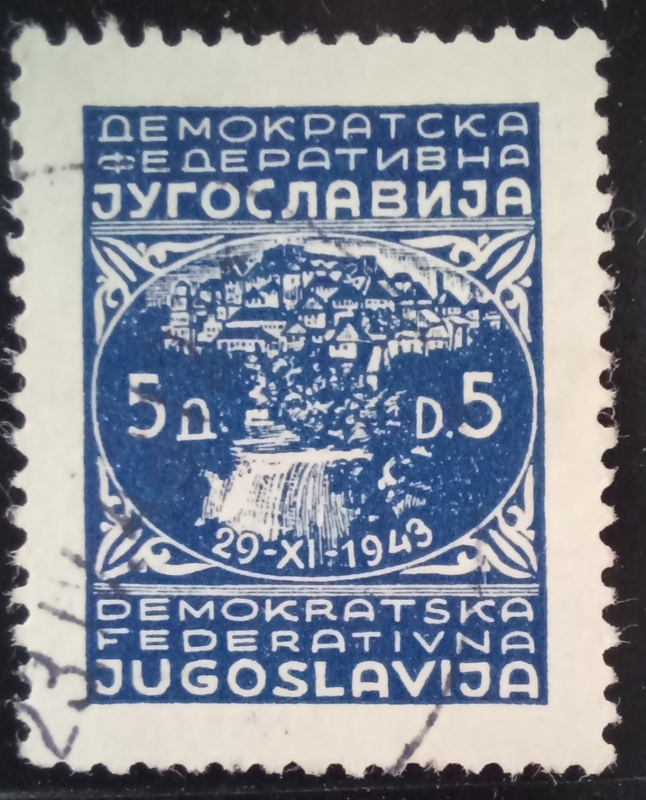 ДЕМОКРАТСКА
ФЕДЕРАТИВНА
ЈУГОСЛАВИЈА
5 Д. D. 5
29-XI-1943
DEMOKRATSKA
FEDERATIVNA
JUGOSLAVIJA